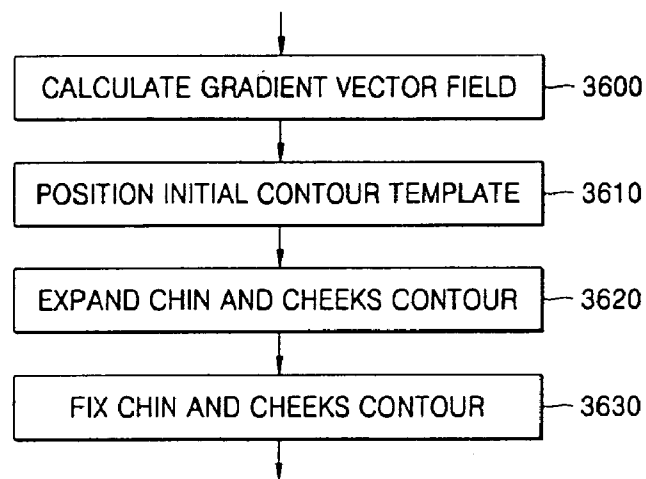 CALCULATE GRADIENT VECTOR FIELD 3600
POSITION INITIAL CONTOUR TEMPLATE 3610
EXPAND CHIN AND CHEEKS CONTOUR 3620
FIX CHIN AND CHEEKS CONTOUR 3630